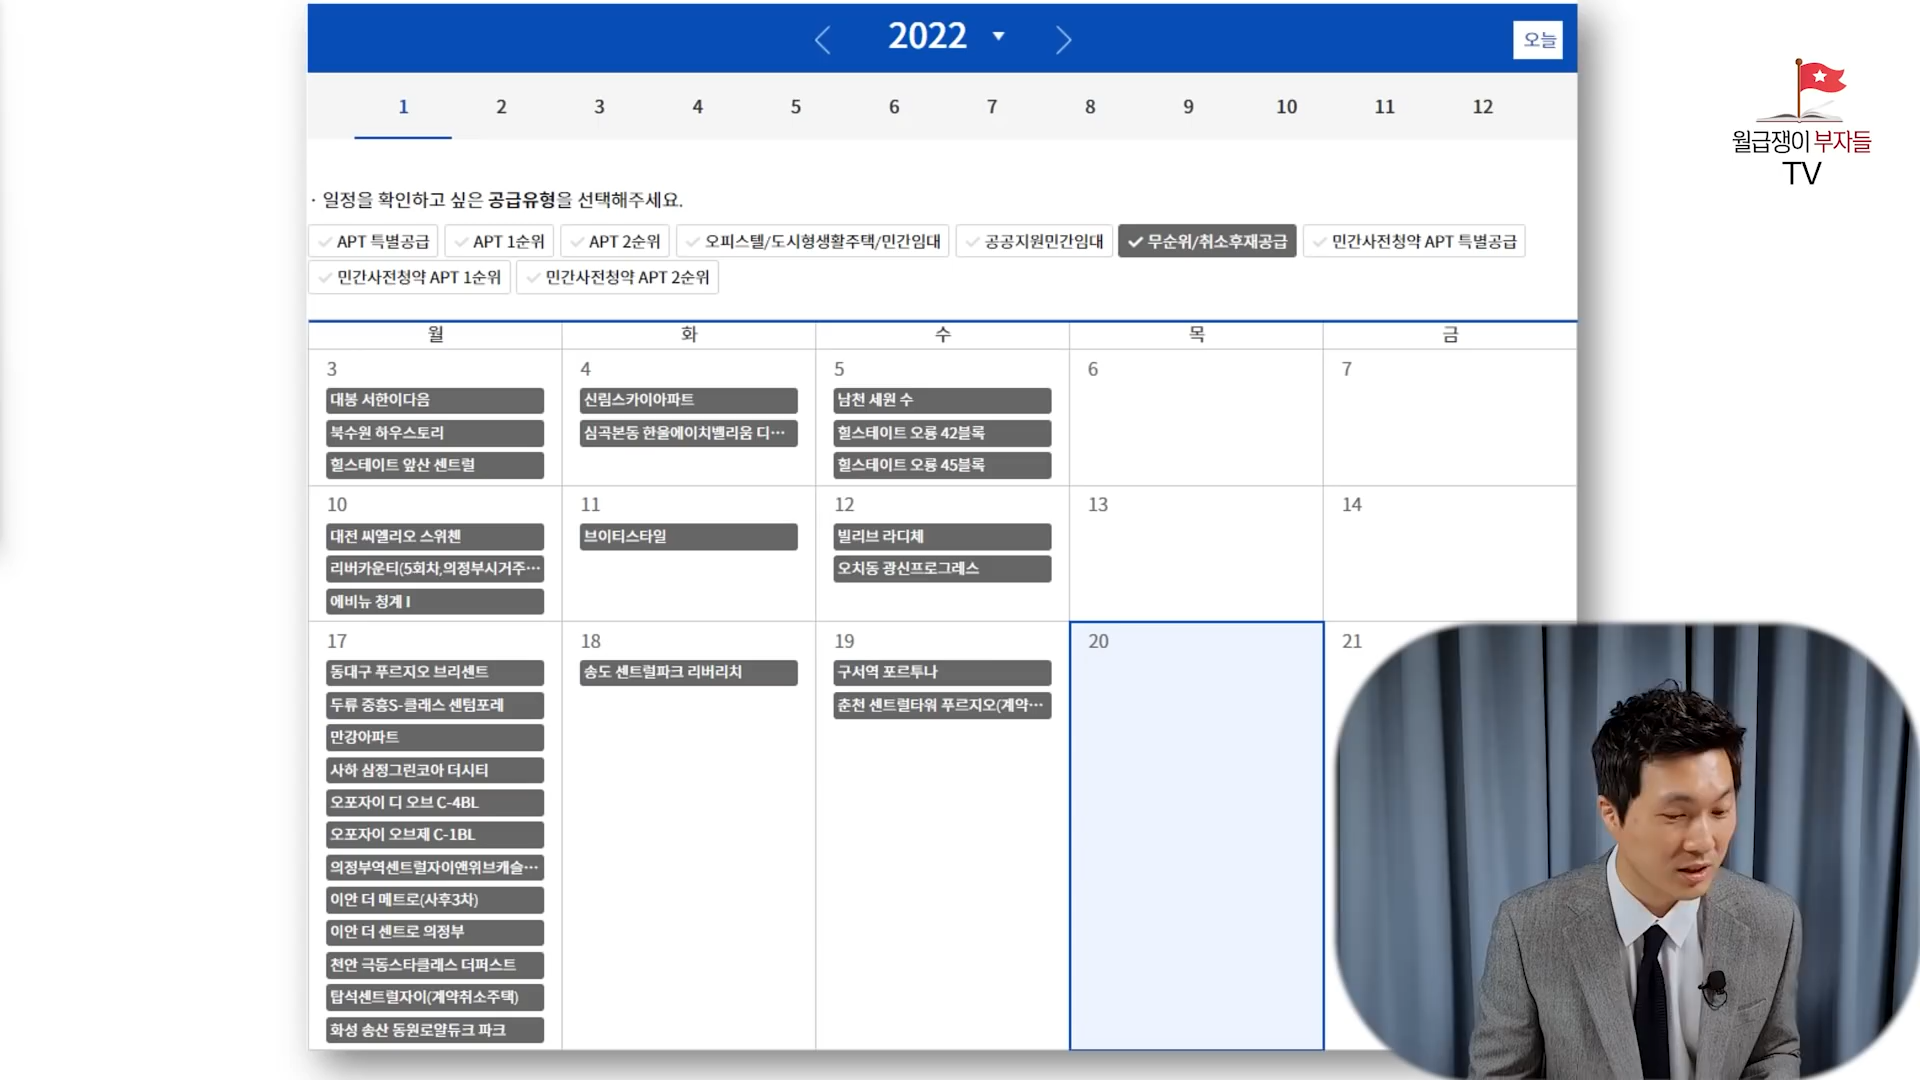 2022
오늘
1 2 3 4 5 6 7 8 9 10 11 12
월급쟁이 부자들
TV
· 일정을 확인하고 싶은 공급유형을 선택해주세요.
APT 특별공급 APT 1순위 APT 2순위 오피스텔/도시형생활주택/민간임대 공공지원민간임대 무순위/취소후재공급 민간사전청약 APT 특별공급
민간사전청약 APT 1순위 민간사전청약 APT 2순위
월 화 수 목 금
3 4 5 6 7
대봉 서한이다음 신림스카이아파트 남천 세원 수
북수원 하우스토리 심곡본동 한울에이치밸리움 디··· 힐스테이트 오룡 42블록
힐스테이트 앞산 센트럴 힐스테이트 오룡 45블록
10 11 12 13 14
대전 씨엘리오 스위첸 브이티스타일 빌리브 라디체
리버카운티(5회차,의정부시거주··· 오치동 광신프로그레스
에비뉴 청계 I
17 18 19 20 21
동대구 푸르지오 브리센트 송도 센트럴파크 리버리치 구서역 포르투나
두류 중흥S-클래스 센텀포레 춘천 센트럴타워 푸르지오(계약···
만강아파트
사하 삼정그린코아 더시티
오포자이 디 오브 C-4BL
오포자이 오브제 C-1BL
의정부역센트럴자이앤위브캐슬···
이안 더 메트로(사후3차)
이안 더 센트로 의정부
천안 극동스타클래스 더퍼스트
탑석센트럴자이(계약취소주택)
화성 송산 동원로얄듀크 파크